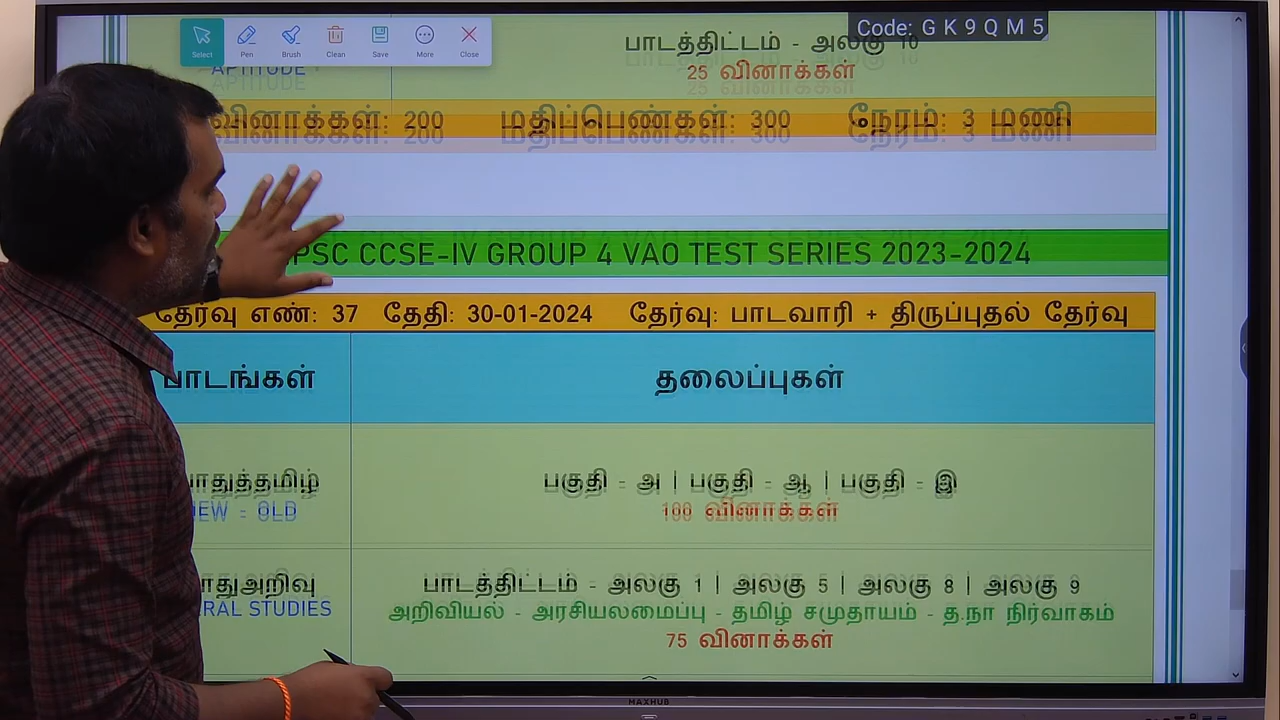 Code: G K 9 Q M 5
Select Pen Brush Clean Save More Close
பாடத்திட்டம் - அலகு 10
APTITUDE
25 வினாக்கள்
வினாக்கள்: 200 மதிப்பெண்கள்: 300 நேரம்: 3 மணி
PSC CCSE-IV GROUP 4 VAO TEST SERIES 2023-2024
தேர்வு எண்: 37 தேதி: 30-01-2024 தேர்வு: பாடவாரி + திருப்புதல் தேர்வு
பாடங்கள் தலைப்புகள்
பொதுத்தமிழ் பகுதி - அ | பகுதி - ஆ | பகுதி - இ
NEW - OLD 100 வினாக்கள்
பொதுஅறிவு பாடத்திட்டம் - அலகு 1 | அலகு 5 | அலகு 8 | அலகு 9
ERAL STUDIES அறிவியல் - அரசியலமைப்பு - தமிழ் சமுதாயம் - த.நா நிர்வாகம்
75 வினாக்கள்
MAXHUB